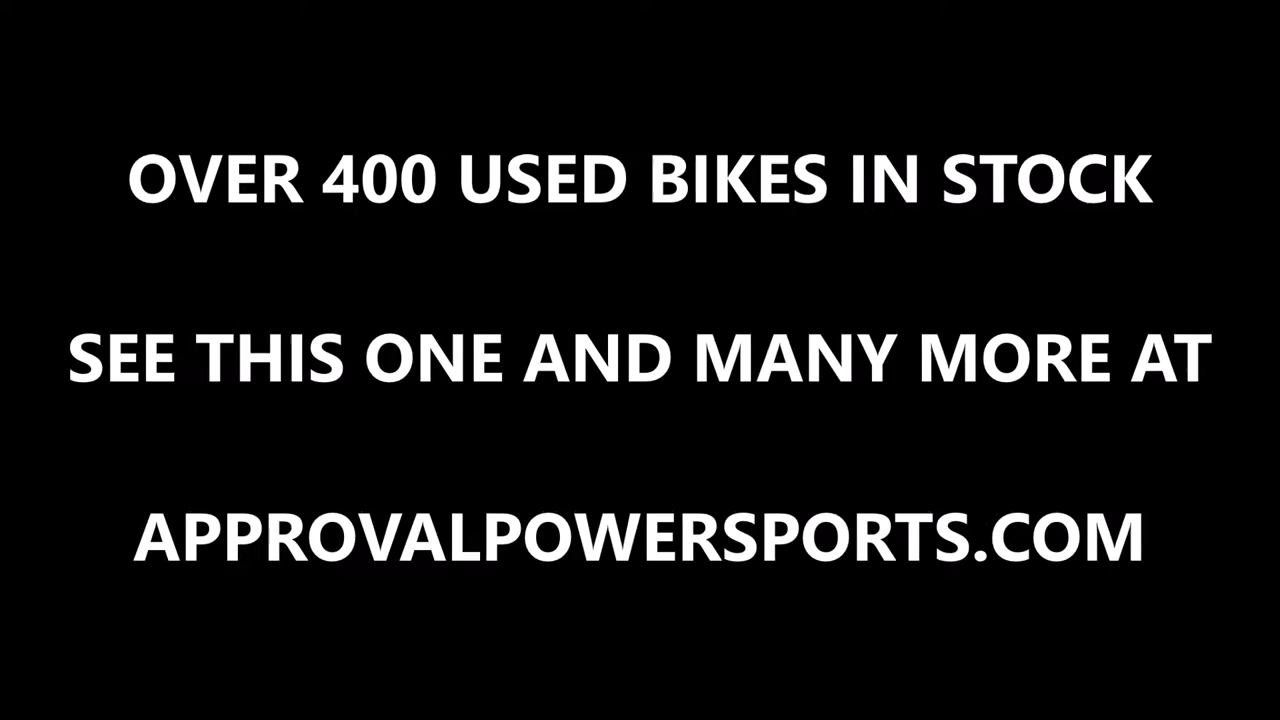 OVER 400 USED BIKES IN STOCK
SEE THIS ONE AND MANY MORE AT
APPROVALPOWERSPORTS.COM